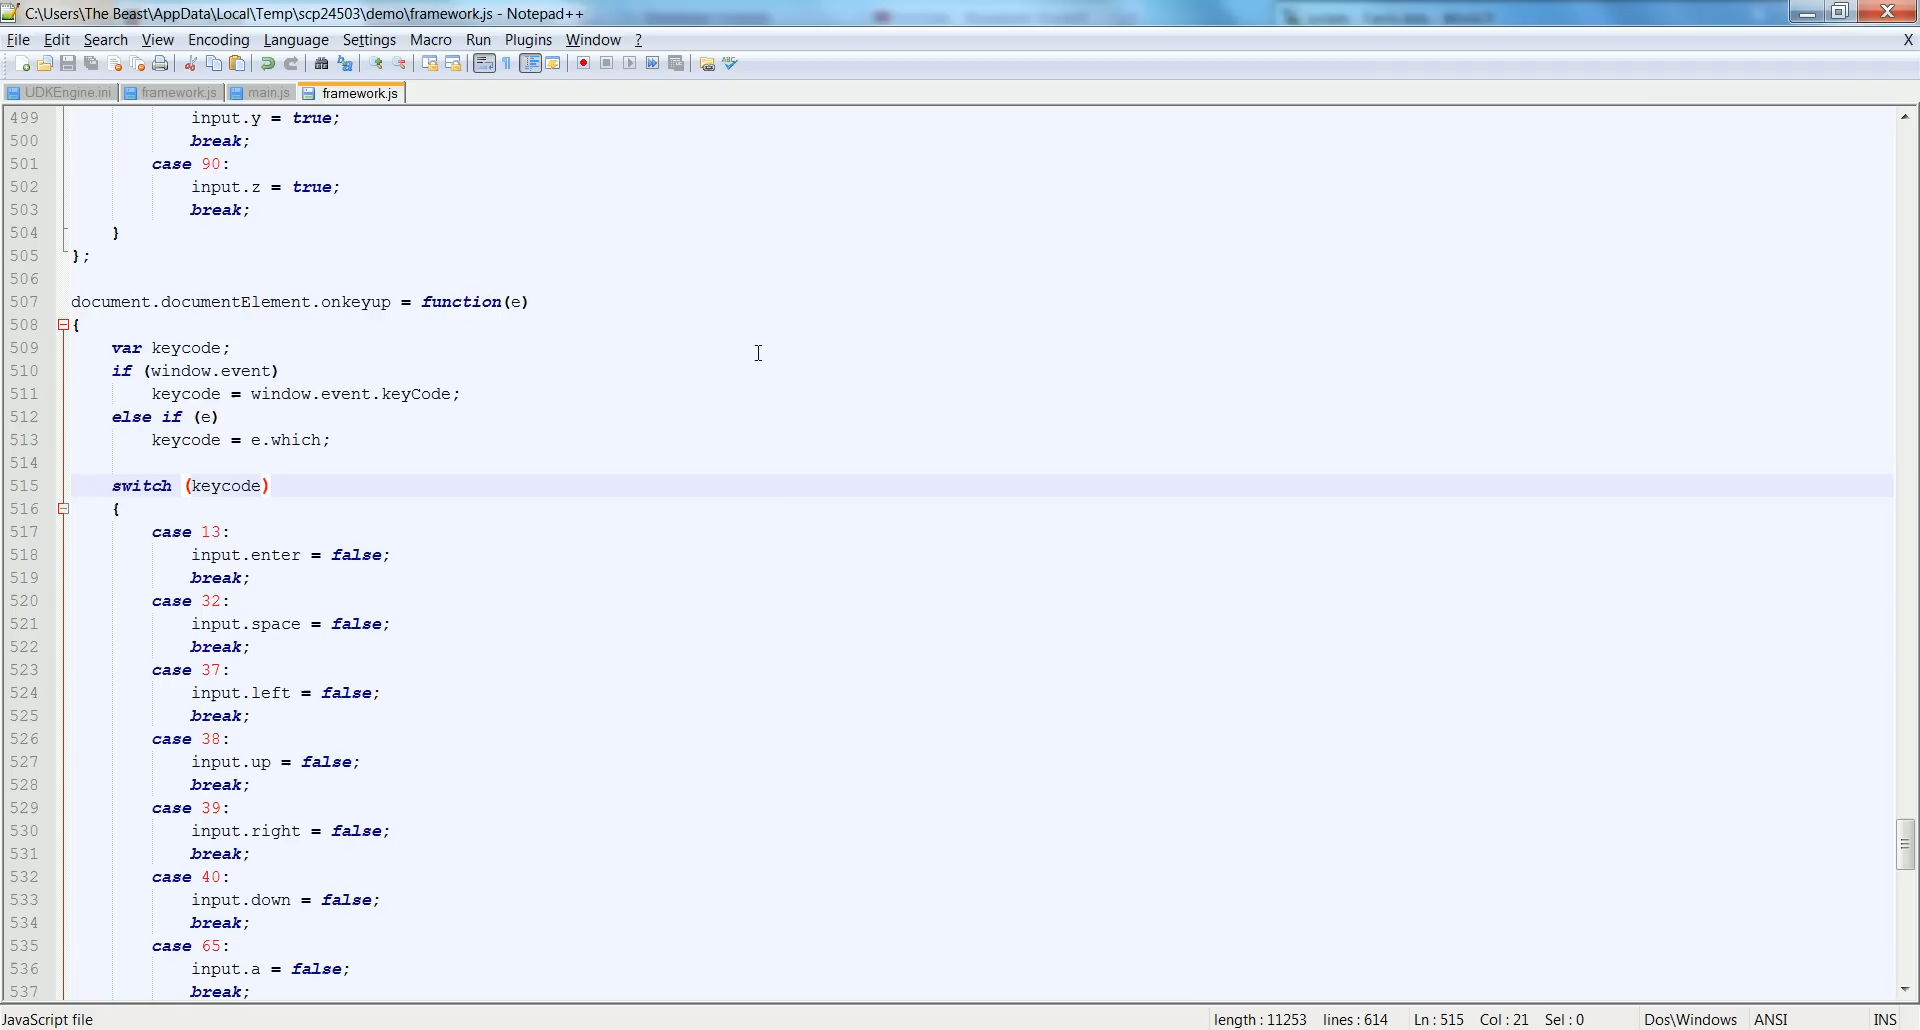 C:\Users\The Beast\AppData\Local\Temp\scp24503\demo\framework.js - Notepad++
File Edit Search View Encoding Language Settings Macro Run Plugins Window ? X
UDKEngine.ini framework.js main.js framework.js
499 input.y = true;
500 break;
501 case 90:
502 input.z = true;
503 break;
504 }
505 };
506
507 document.documentElement.onkeyup = function(e)
508 {
509 var keycode;
510 if (window.event)
511 keycode = window.event.keyCode;
512 else if (e)
513 keycode = e.which;
514
515 switch (keycode)
516 {
517 case 13:
518 input.enter = false;
519 break;
520 case 32:
521 input.space = false;
522 break;
523 case 37:
524 input.left = false;
525 break;
526 case 38:
527 input.up = false;
528 break;
529 case 39:
530 input.right = false;
531 break;
532 case 40:
533 input.down = false;
534 break;
535 case 65:
536 input.a = false;
537 break;
JavaScript file length : 11253 lines : 614 Ln : 515 Col : 21 Sel : 0 Dos\Windows ANSI INS